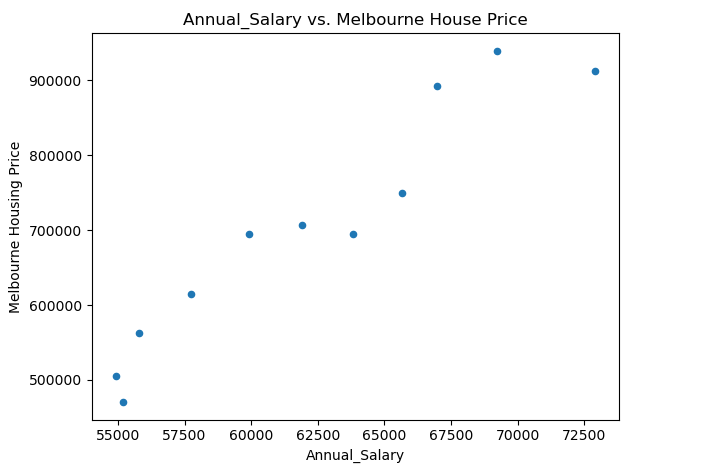 Annual_Salary vs. Melbourne House Price
900000
800000
700000
600000
500000
Melbourne Housing Price
55000 57500 60000 62500 65000 67500 70000 72500
Annual_Salary